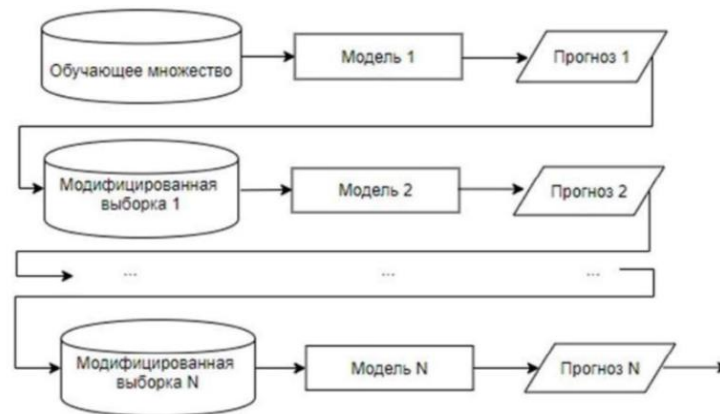 Обучающее множество
Модель 1
Прогноз 1
Модифицированная
выборка 1
Модель 2
Прогноз 2
... ... ...
Модифицированная
выборка N
Модель N
Прогноз N